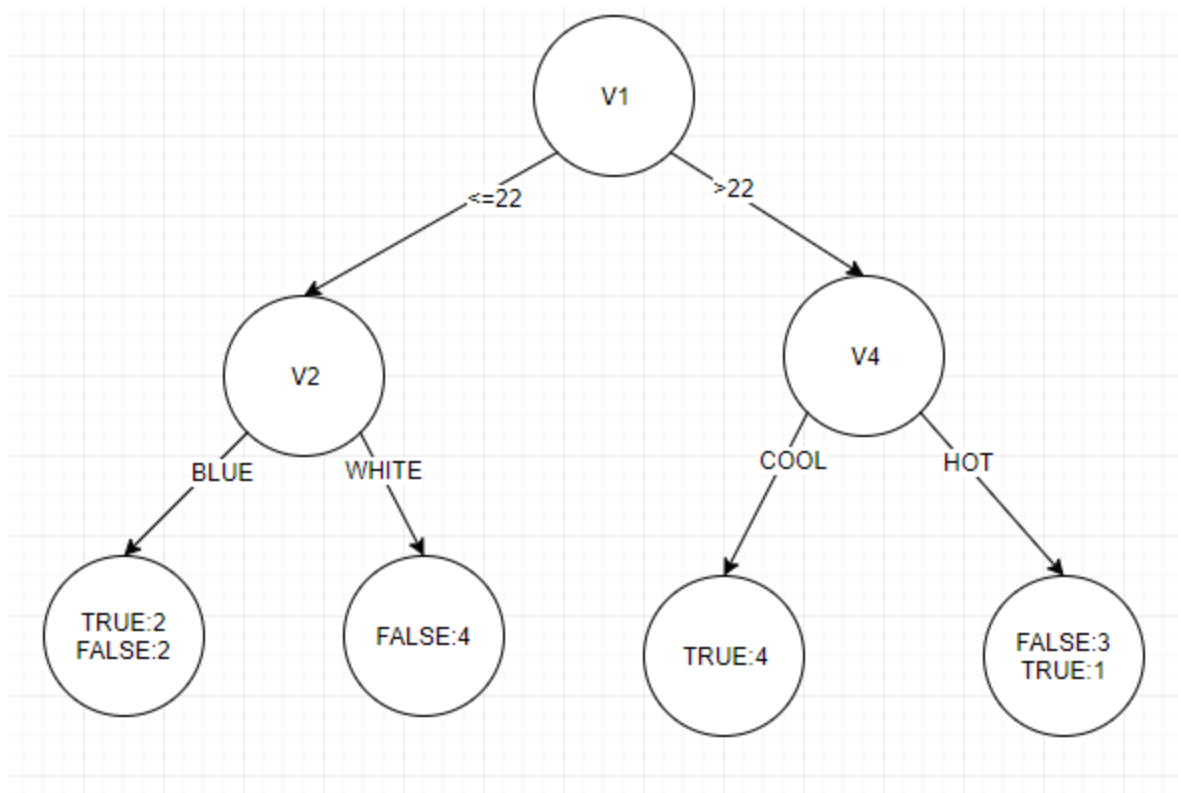 V1
<=22
>22
V2
V4
BLUE
WHITE
COOL
HOT
TRUE:2
FALSE:2
FALSE:4
TRUE:4
FALSE:3
TRUE:1